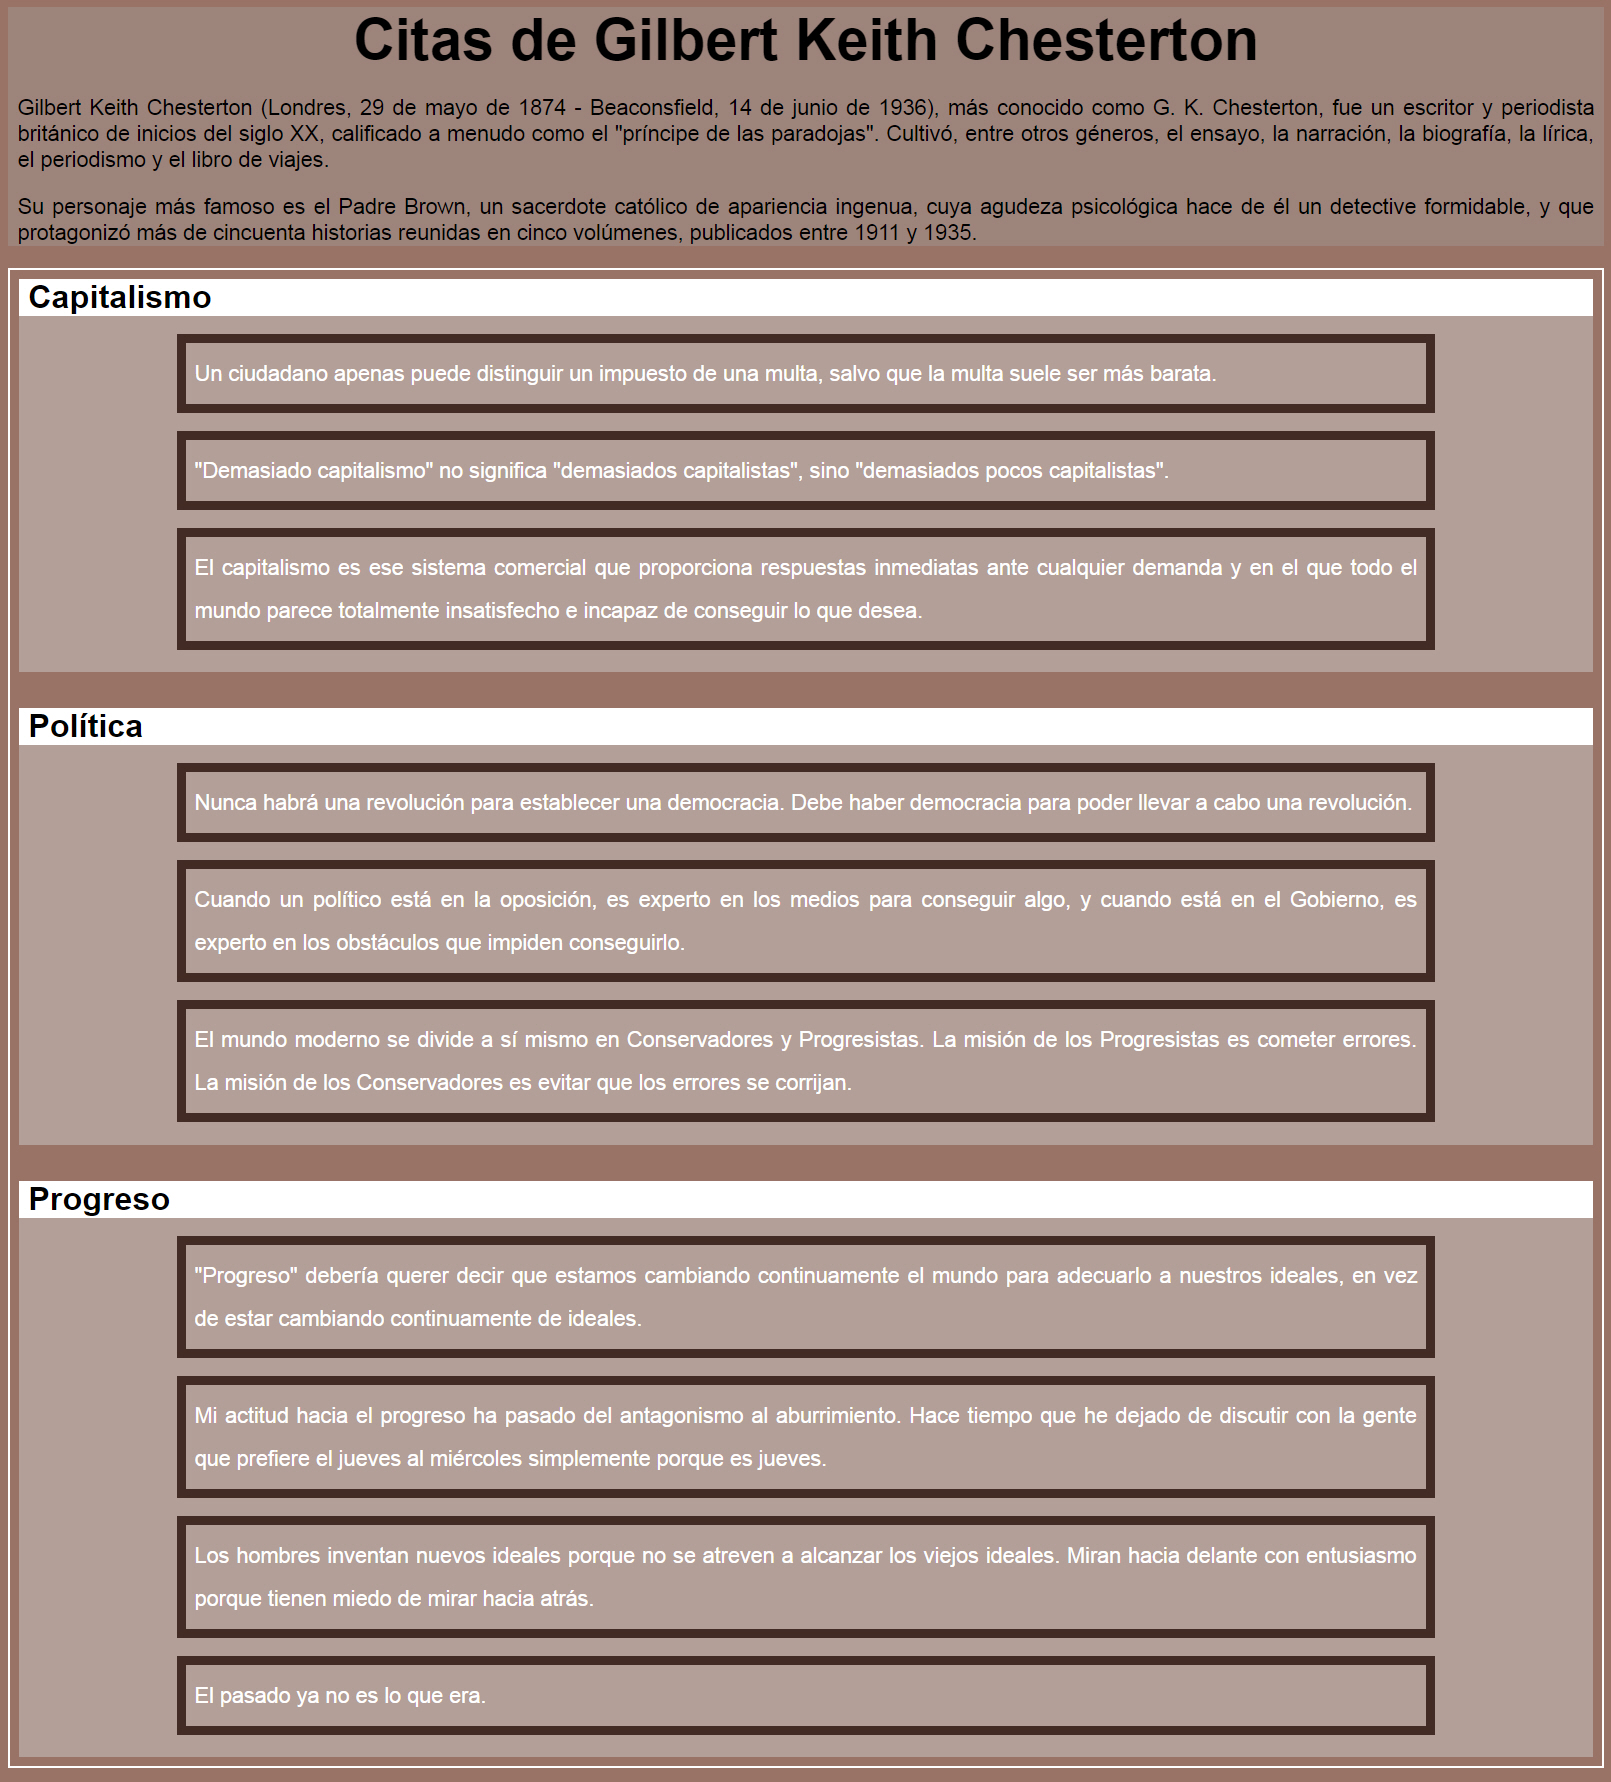 Citas de Gilbert Keith Chesterton
Gilbert Keith Chesterton (Londres, 29 de mayo de 1874 - Beaconsfield, 14 de junio de 1936), más conocido como G. K. Chesterton, fue un escritor y periodista
británico de inicios del siglo XX, calificado a menudo como el "príncipe de las paradojas". Cultivó, entre otros géneros, el ensayo, la narración, la biografía, la lírica,
el periodismo y el libro de viajes.
Su personaje más famoso es el Padre Brown, un sacerdote católico de apariencia ingenua, cuya agudeza psicológica hace de él un detective formidable, y que
protagonizó más de cincuenta historias reunidas en cinco volúmenes, publicados entre 1911 y 1935.
Capitalismo
Un ciudadano apenas puede distinguir un impuesto de una multa, salvo que la multa suele ser más barata.
"Demasiado capitalismo" no significa "demasiados capitalistas", sino "demasiados pocos capitalistas".
El capitalismo es ese sistema comercial que proporciona respuestas inmediatas ante cualquier demanda y en el que todo el
mundo parece totalmente insatisfecho e incapaz de conseguir lo que desea.
Política
Nunca habrá una revolución para establecer una democracia. Debe haber democracia para poder llevar a cabo una revolución.
Cuando un político está en la oposición, es experto en los medios para conseguir algo, y cuando está en el Gobierno, es
experto en los obstáculos que impiden conseguirlo.
El mundo moderno se divide a sí mismo en Conservadores y Progresistas. La misión de los Progresistas es cometer errores.
La misión de los Conservadores es evitar que los errores se corrijan.
Progreso
"Progreso" debería querer decir que estamos cambiando continuamente el mundo para adecuarlo a nuestros ideales, en vez
de estar cambiando continuamente de ideales.
Mi actitud hacia el progreso ha pasado del antagonismo al aburrimiento. Hace tiempo que he dejado de discutir con la gente
que prefiere el jueves al miércoles simplemente porque es jueves.
Los hombres inventan nuevos ideales porque no se atreven a alcanzar los viejos ideales. Miran hacia delante con entusiasmo
porque tienen miedo de mirar hacia atrás.
El pasado ya no es lo que era.